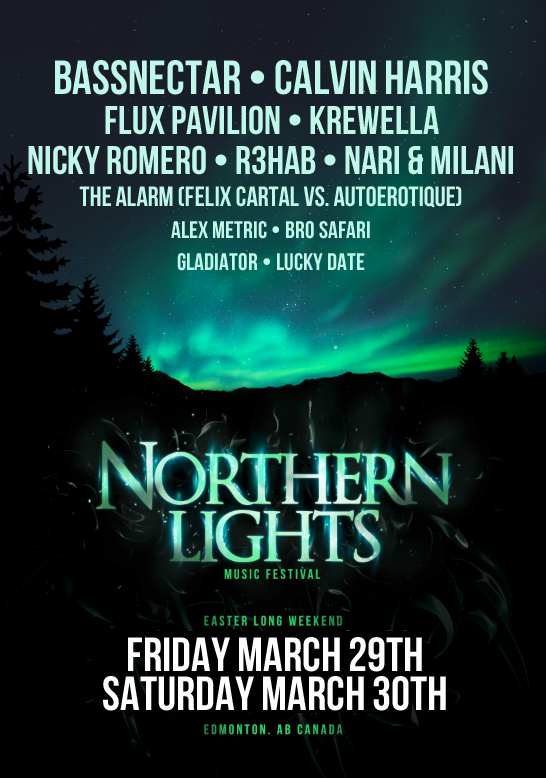 BASSNECTAR • CALVIN HARRIS
FLUX PAVILION • KREWELLA
NICKY ROMERO • R3HAB • NARI & MILANI
THE ALARM (FELIX CARTAL VS. AUTOEROTIQUE)
ALEX METRIC • BRO SAFARI
GLADIATOR • LUCKY DATE
NORTHERN
LIGHTS
MUSIC FESTIVAL
EASTER LONG WEEKEND
FRIDAY MARCH 29TH
SATURDAY MARCH 30TH
EDMONTON. AB CANADA